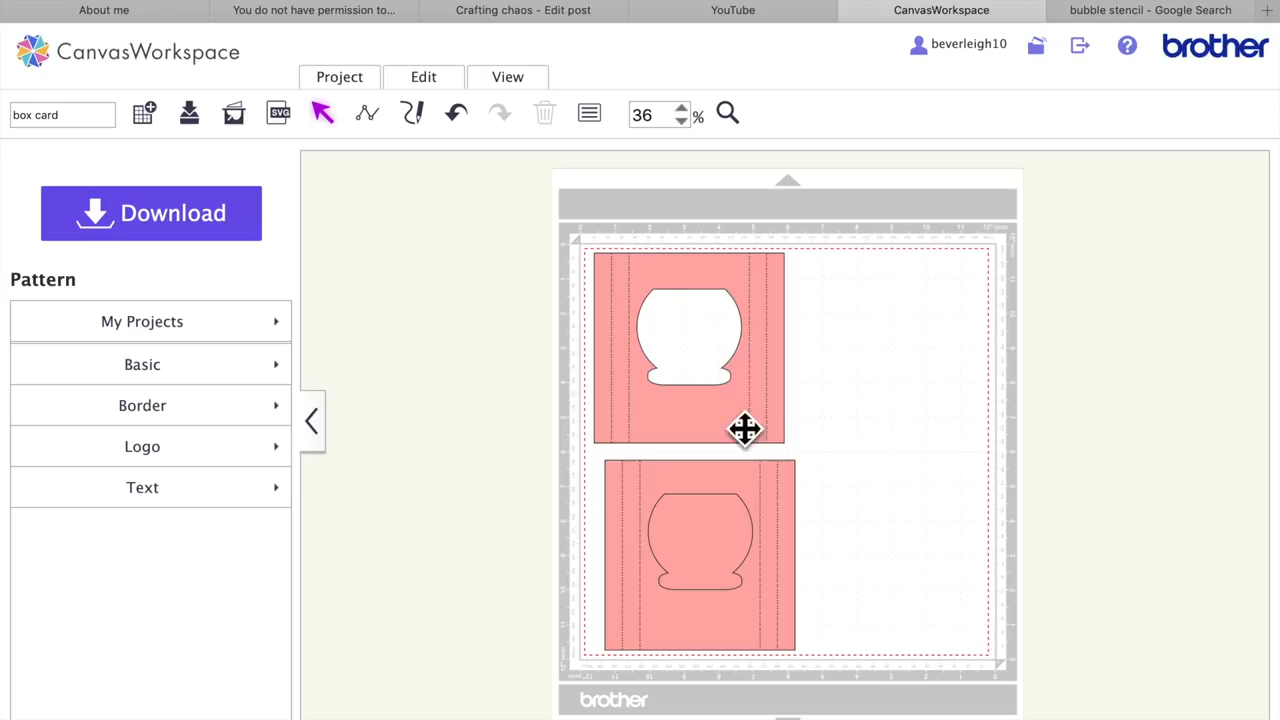 About me
You do not have permission to...
Crafting chaos - Edit post
YouTube
CanvasWorkspace
bubble stencil - Google Search
CanvasWorkspace
beverleigh10
brother
Project
Edit
View
box card
SVG
36 %
Download
Pattern
My Projects
Basic
Border
Logo
Text
brother